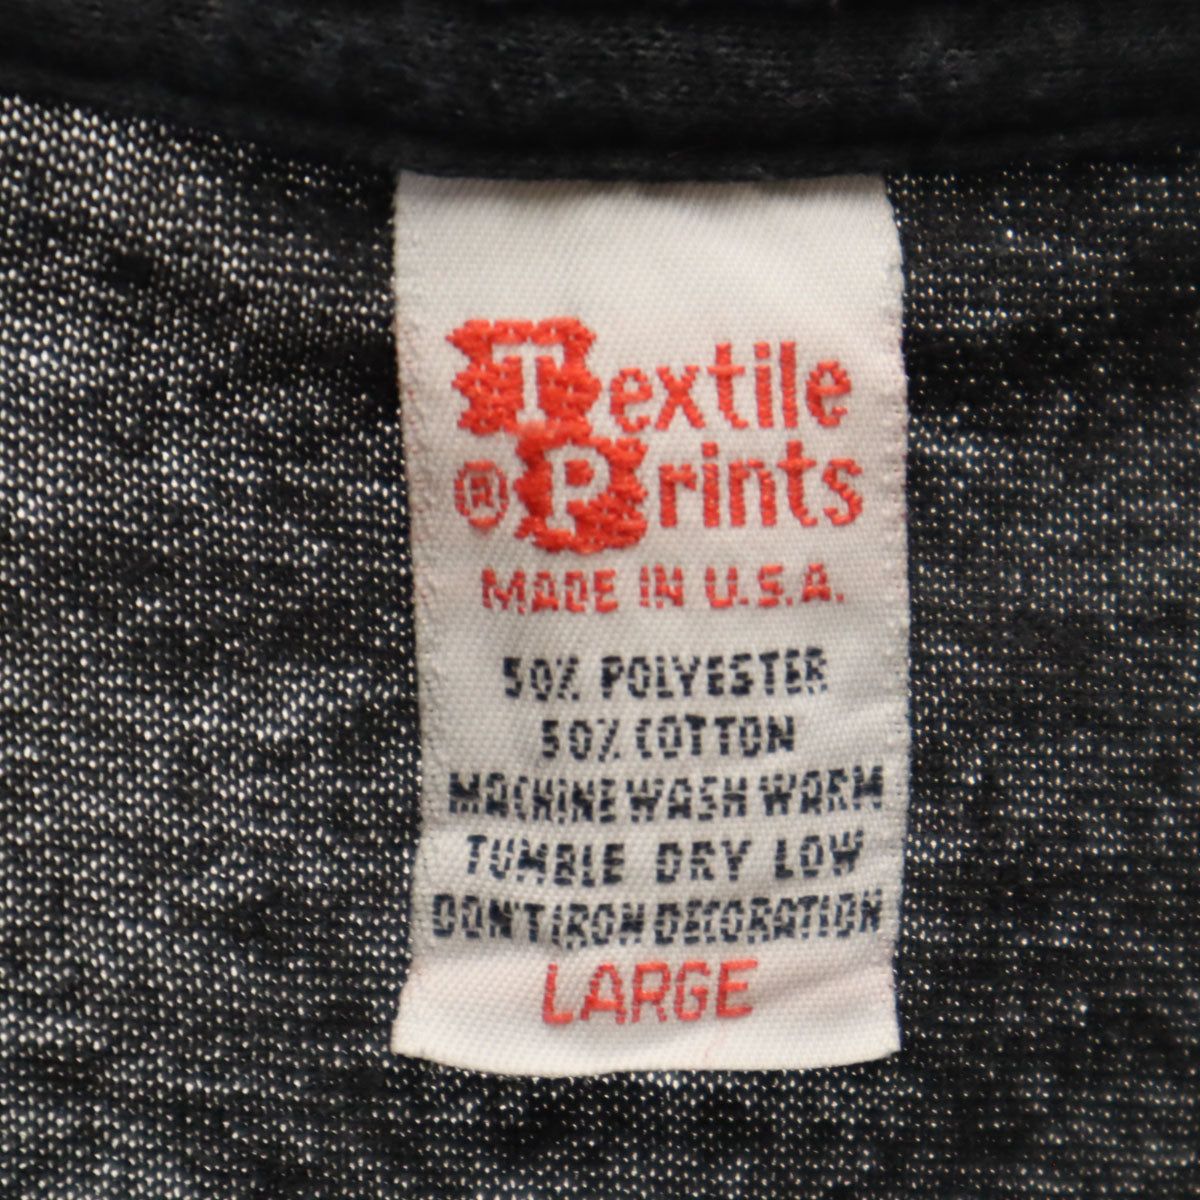 Textile
® Prints
MADE IN U.S.A.
50% POLYESTER
50% COTTON
MACHINE WASH WARM
TUMBLE DRY LOW
DON'T IRON DECORATION
LARGE